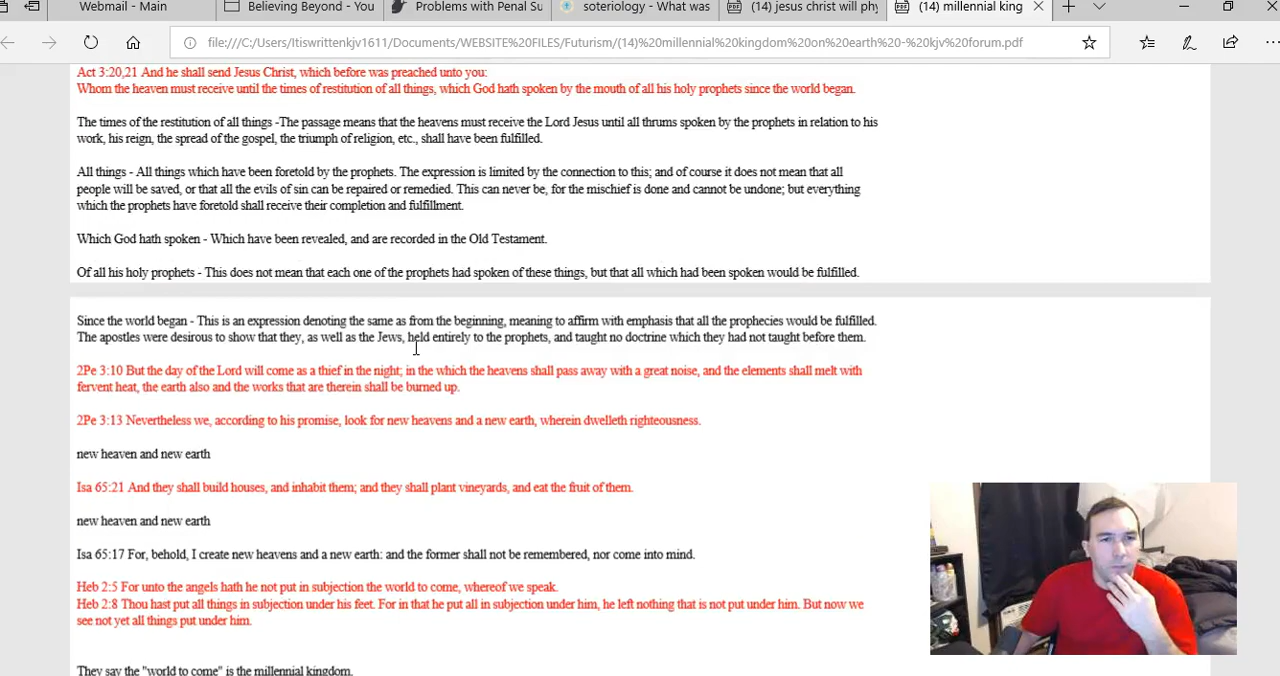 Webmail - Main
Believing Beyond - You
Problems with Penal Su
soteriology - What was
(14) jesus christ will phy
(14) millennial king
file:///C:/Users/Itiswrittenkjv1611/Documents/WEBSITE%20FILES/Futurism/(14)%20millennial%20kingdom%20on%20earth%20-%20kjv%20forum.pdf
Act 3:20,21 And he shall send Jesus Christ, which before was preached unto you:
Whom the heaven must receive until the times of restitution of all things, which God hath spoken by the mouth of all his holy prophets since the world began.
The times of the restitution of all things -The passage means that the heavens must receive the Lord Jesus until all thrums spoken by the prophets in relation to his
work, his reign, the spread of the gospel, the triumph of religion, etc., shall have been fulfilled.
All things - All things which have been foretold by the prophets. The expression is limited by the connection to this; and of course it does not mean that all
people will be saved, or that all the evils of sin can be repaired or remedied. This can never be, for the mischief is done and cannot be undone; but everything
which the prophets have foretold shall receive their completion and fulfillment.
Which God hath spoken - Which have been revealed, and are recorded in the Old Testament.
Of all his holy prophets - This does not mean that each one of the prophets had spoken of these things, but that all which had been spoken would be fulfilled.
Since the world began - This is an expression denoting the same as from the beginning, meaning to affirm with emphasis that all the prophecies would be fulfilled.
The apostles were desirous to show that they, as well as the Jews, held entirely to the prophets, and taught no doctrine which they had not taught before them.
2Pe 3:10 But the day of the Lord will come as a thief in the night; in the which the heavens shall pass away with a great noise, and the elements shall melt with
fervent heat, the earth also and the works that are therein shall be burned up.
2Pe 3:13 Nevertheless we, according to his promise, look for new heavens and a new earth, wherein dwelleth righteousness.
new heaven and new earth
Isa 65:21 And they shall build houses, and inhabit them; and they shall plant vineyards, and eat the fruit of them.
new heaven and new earth
Isa 65:17 For, behold, I create new heavens and a new earth: and the former shall not be remembered, nor come into mind.
Heb 2:5 For unto the angels hath he not put in subjection the world to come, whereof we speak.
Heb 2:8 Thou hast put all things in subjection under his feet. For in that he put all in subjection under him, he left nothing that is not put under him. But now we
see not yet all things put under him.
They say the "world to come" is the millennial kingdom.